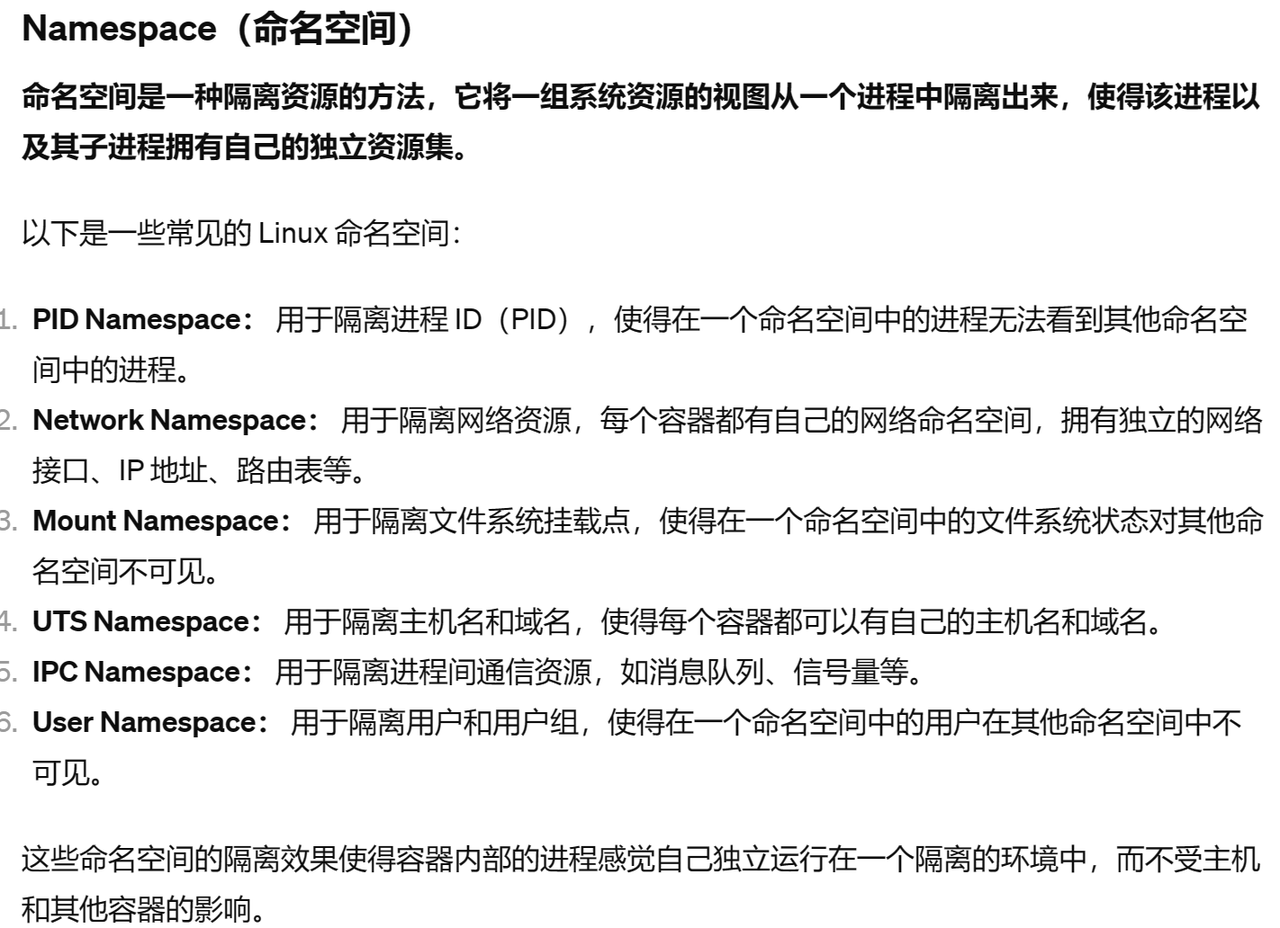 Namespace（命名空间）
命名空间是一种隔离资源的方法，它将一组系统资源的视图从一个进程中隔离出来，使得该进程以
及其子进程拥有自己的独立资源集。
以下是一些常见的 Linux 命名空间：
1. PID Namespace： 用于隔离进程 ID（PID），使得在一个命名空间中的进程无法看到其他命名空
间中的进程。
2. Network Namespace： 用于隔离网络资源，每个容器都有自己的网络命名空间，拥有独立的网络
接口、IP 地址、路由表等。
3. Mount Namespace： 用于隔离文件系统挂载点，使得在一个命名空间中的文件系统状态对其他命
名空间不可见。
4. UTS Namespace： 用于隔离主机名和域名，使得每个容器都可以有自己的主机名和域名。
5. IPC Namespace： 用于隔离进程间通信资源，如消息队列、信号量等。
6. User Namespace： 用于隔离用户和用户组，使得在一个命名空间中的用户在其他命名空间中不
可见。
这些命名空间的隔离效果使得容器内部的进程感觉自己独立运行在一个隔离的环境中，而不受主机
和其他容器的影响。